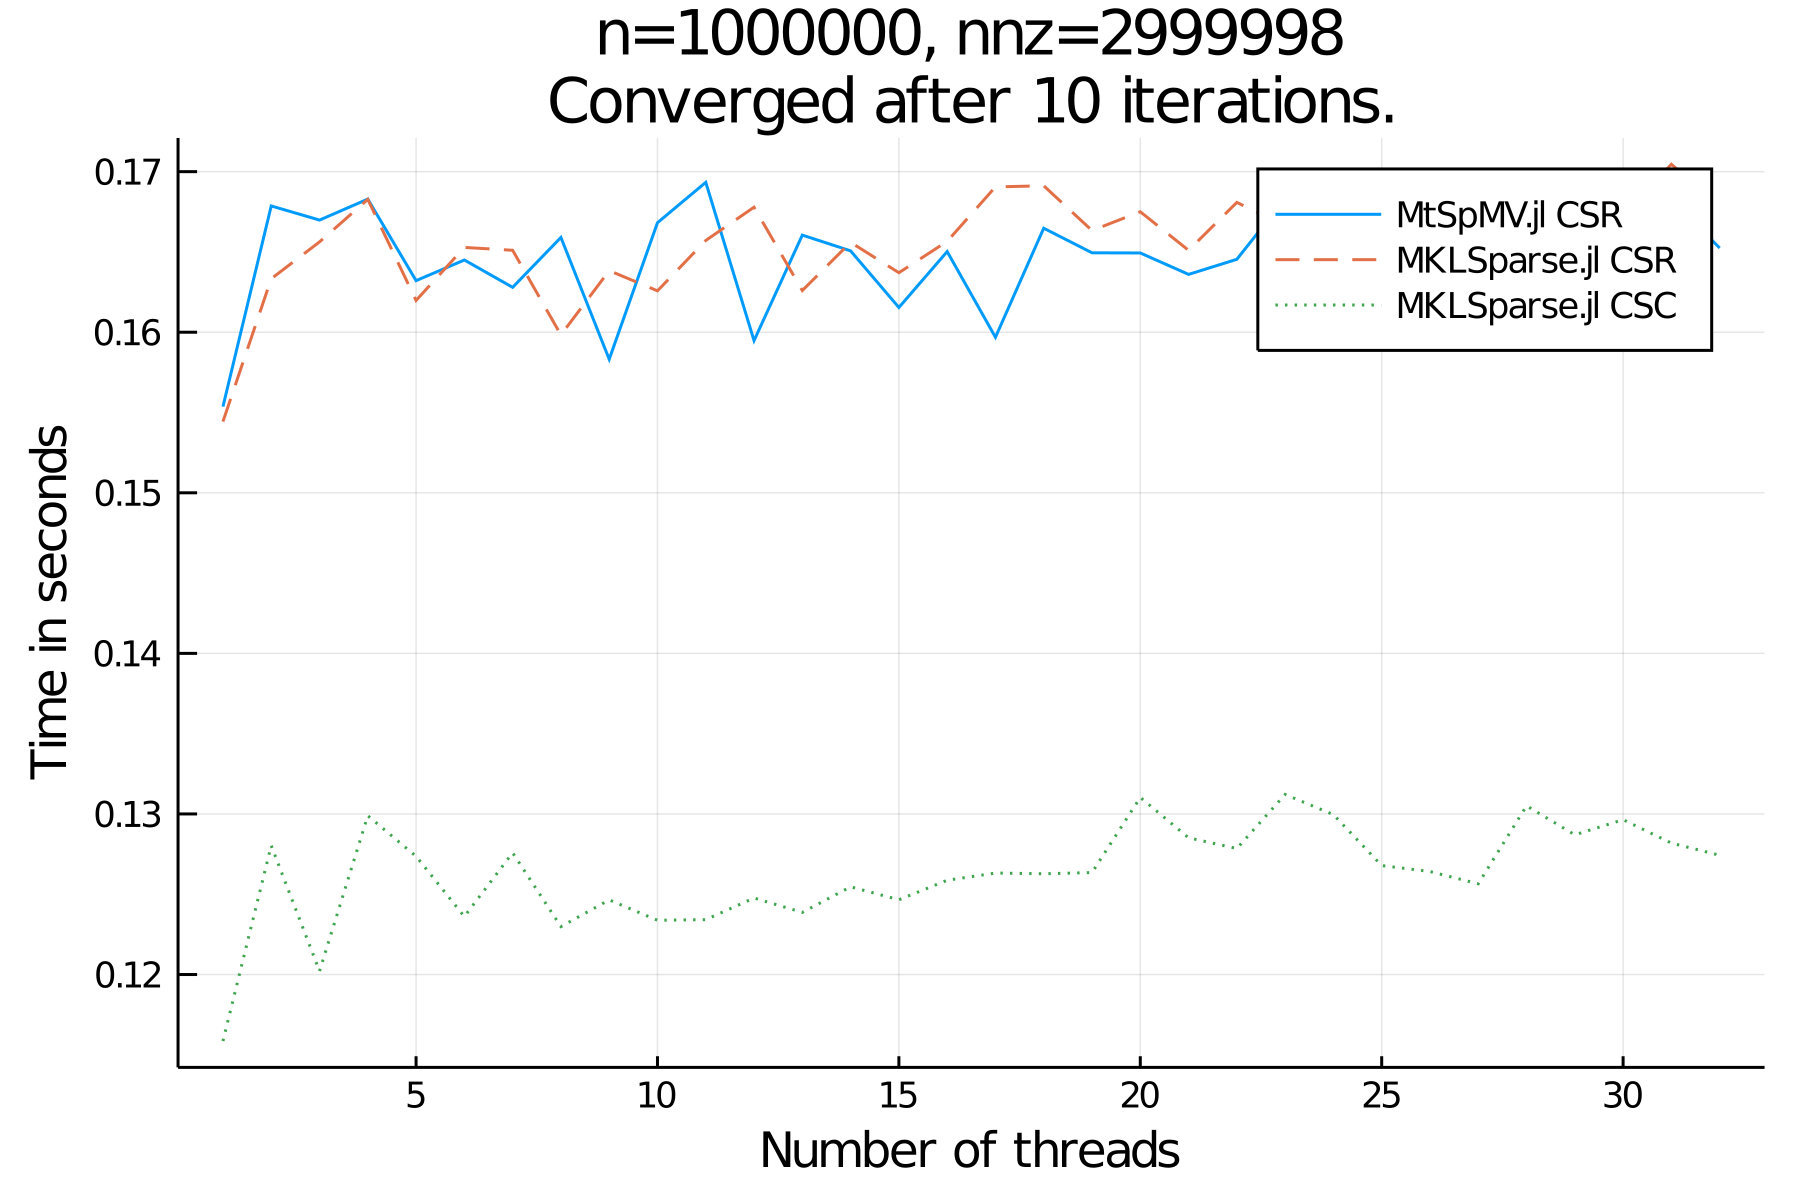 n=1000000, nnz=2999998
Converged after 10 iterations.
0.17
0.16
0.15
0.14
0.13
0.12
Time in seconds
MtSpMV.jl CSR
MKLSparse.jl CSR
MKLSparse.jl CSC
5 10 15 20 25 30
Number of threads